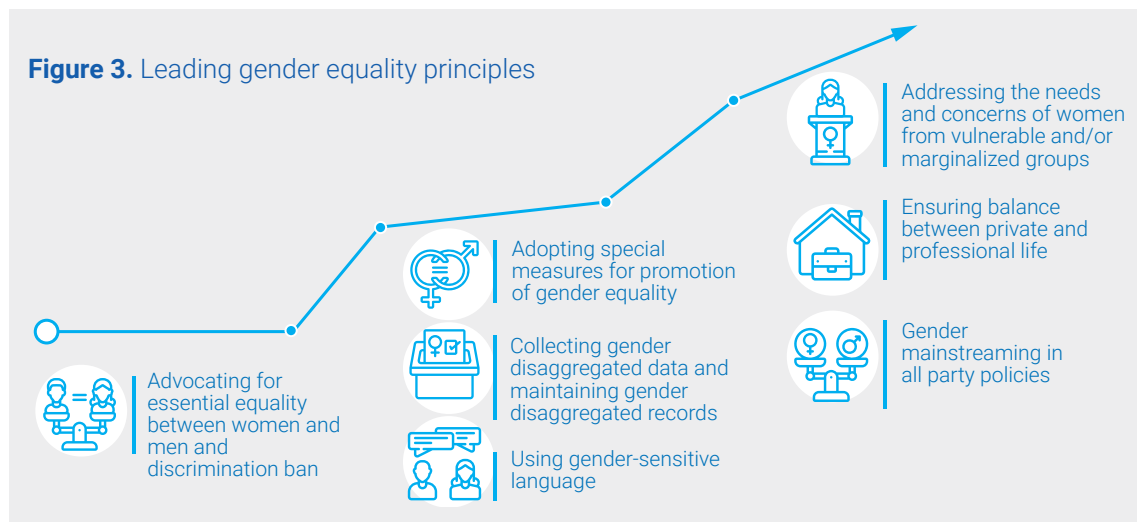 Figure 3. Leading gender equality principles
Advocating for
essential equality
between women and
men and
discrimination ban
Adopting special
measures for promotion
of gender equality
Collecting gender
disaggregated data and
maintaining gender
disaggregated records
Using gender-sensitive
language
Addressing the needs
and concerns of women
from vulnerable and/or
marginalized groups
Ensuring balance
between private and
professional life
Gender
mainstreaming in
all party policies